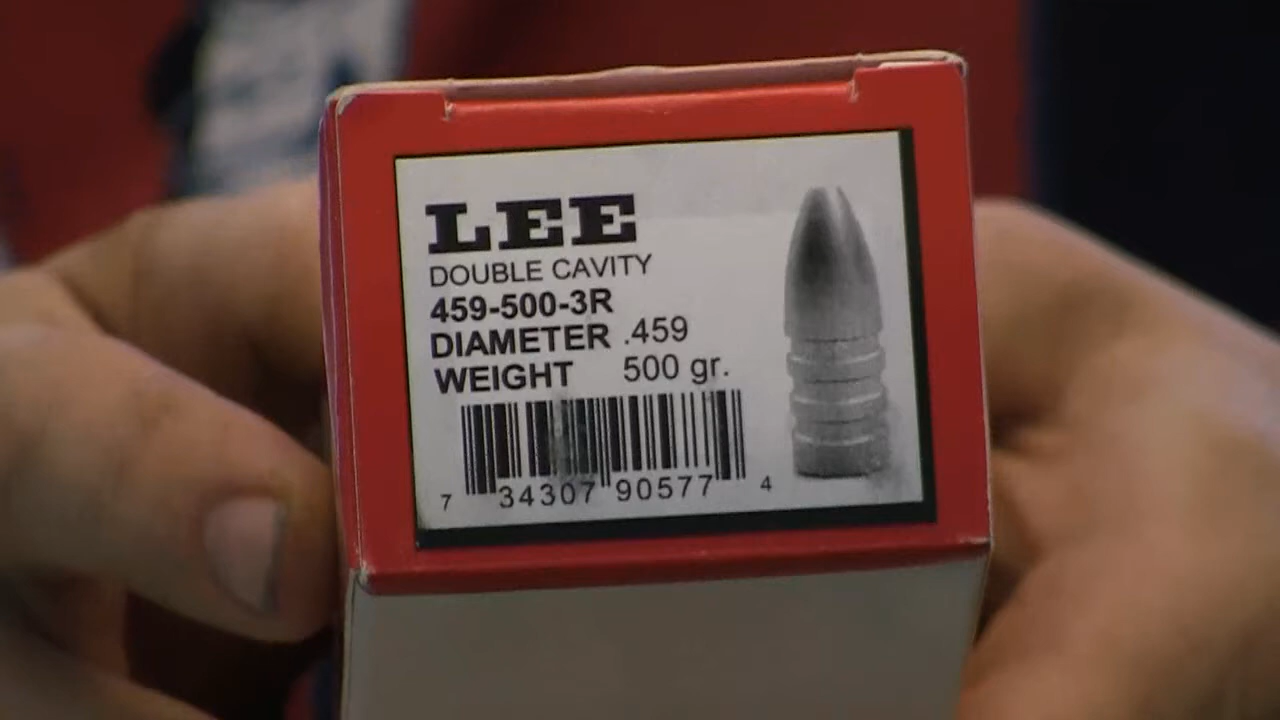 LEE
DOUBLE CAVITY
459-500-3R
DIAMETER .459
WEIGHT 500 gr.
7 34307 90577 4